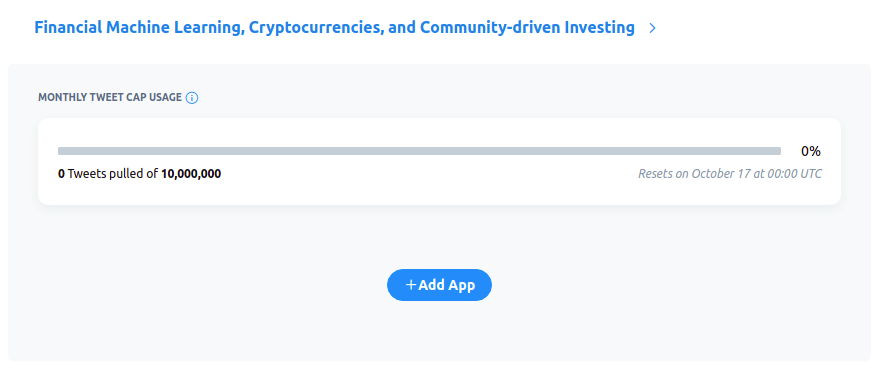 Financial Machine Learning, Cryptocurrencies, and Community-driven Investing
MONTHLY TWEET CAP USAGE
0%
0 Tweets pulled of 10,000,000
Resets on October 17 at 00:00 UTC
+Add App